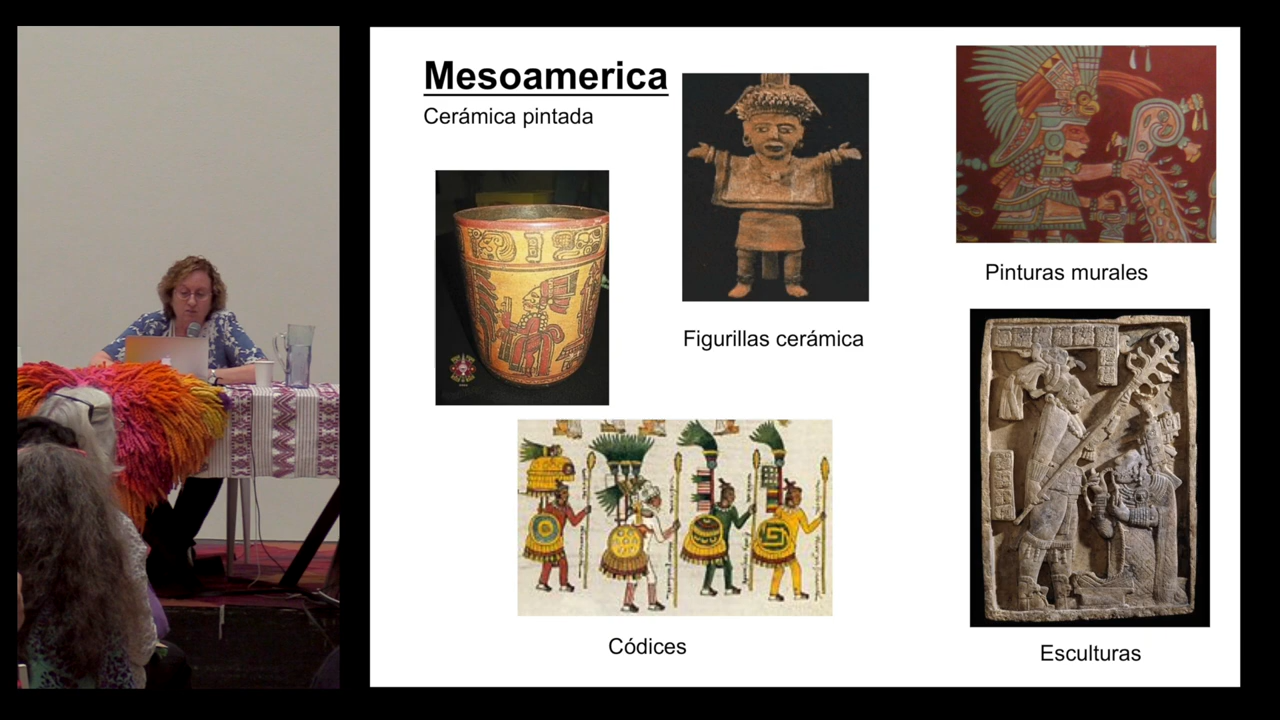 Mesoamerica
Cerámica pintada
Figurillas cerámica
Pinturas murales
Códices
Esculturas